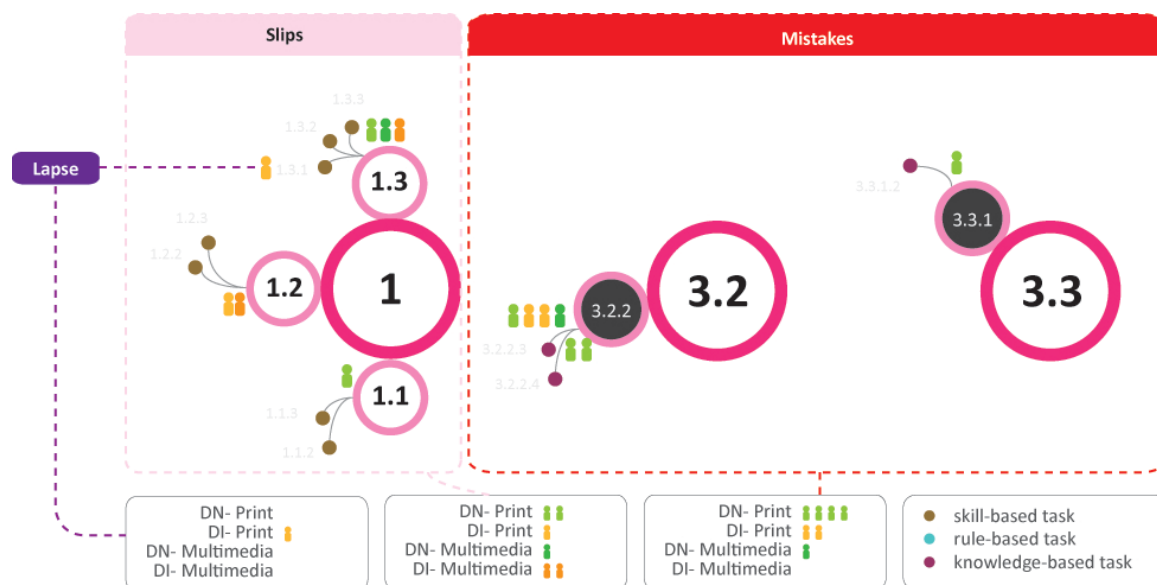 Slips
Mistakes
Lapse
1.3.3
1.3.2
1.3.1
1.3
1.2.3
1.2.2
1.2
1
1.1
1.1.3
1.1.2
3.2.2
3.2
3.2.2.3
3.2.2.4
3.3.1.2
3.3.1
3.3
DN- Print
DI- Print
DN- Multimedia
DI- Multimedia
DN- Print
DI- Print
DN- Multimedia
DI- Multimedia
DN- Print
DI- Print
DN- Multimedia
DI- Multimedia
skill-based task
rule-based task
knowledge-based task